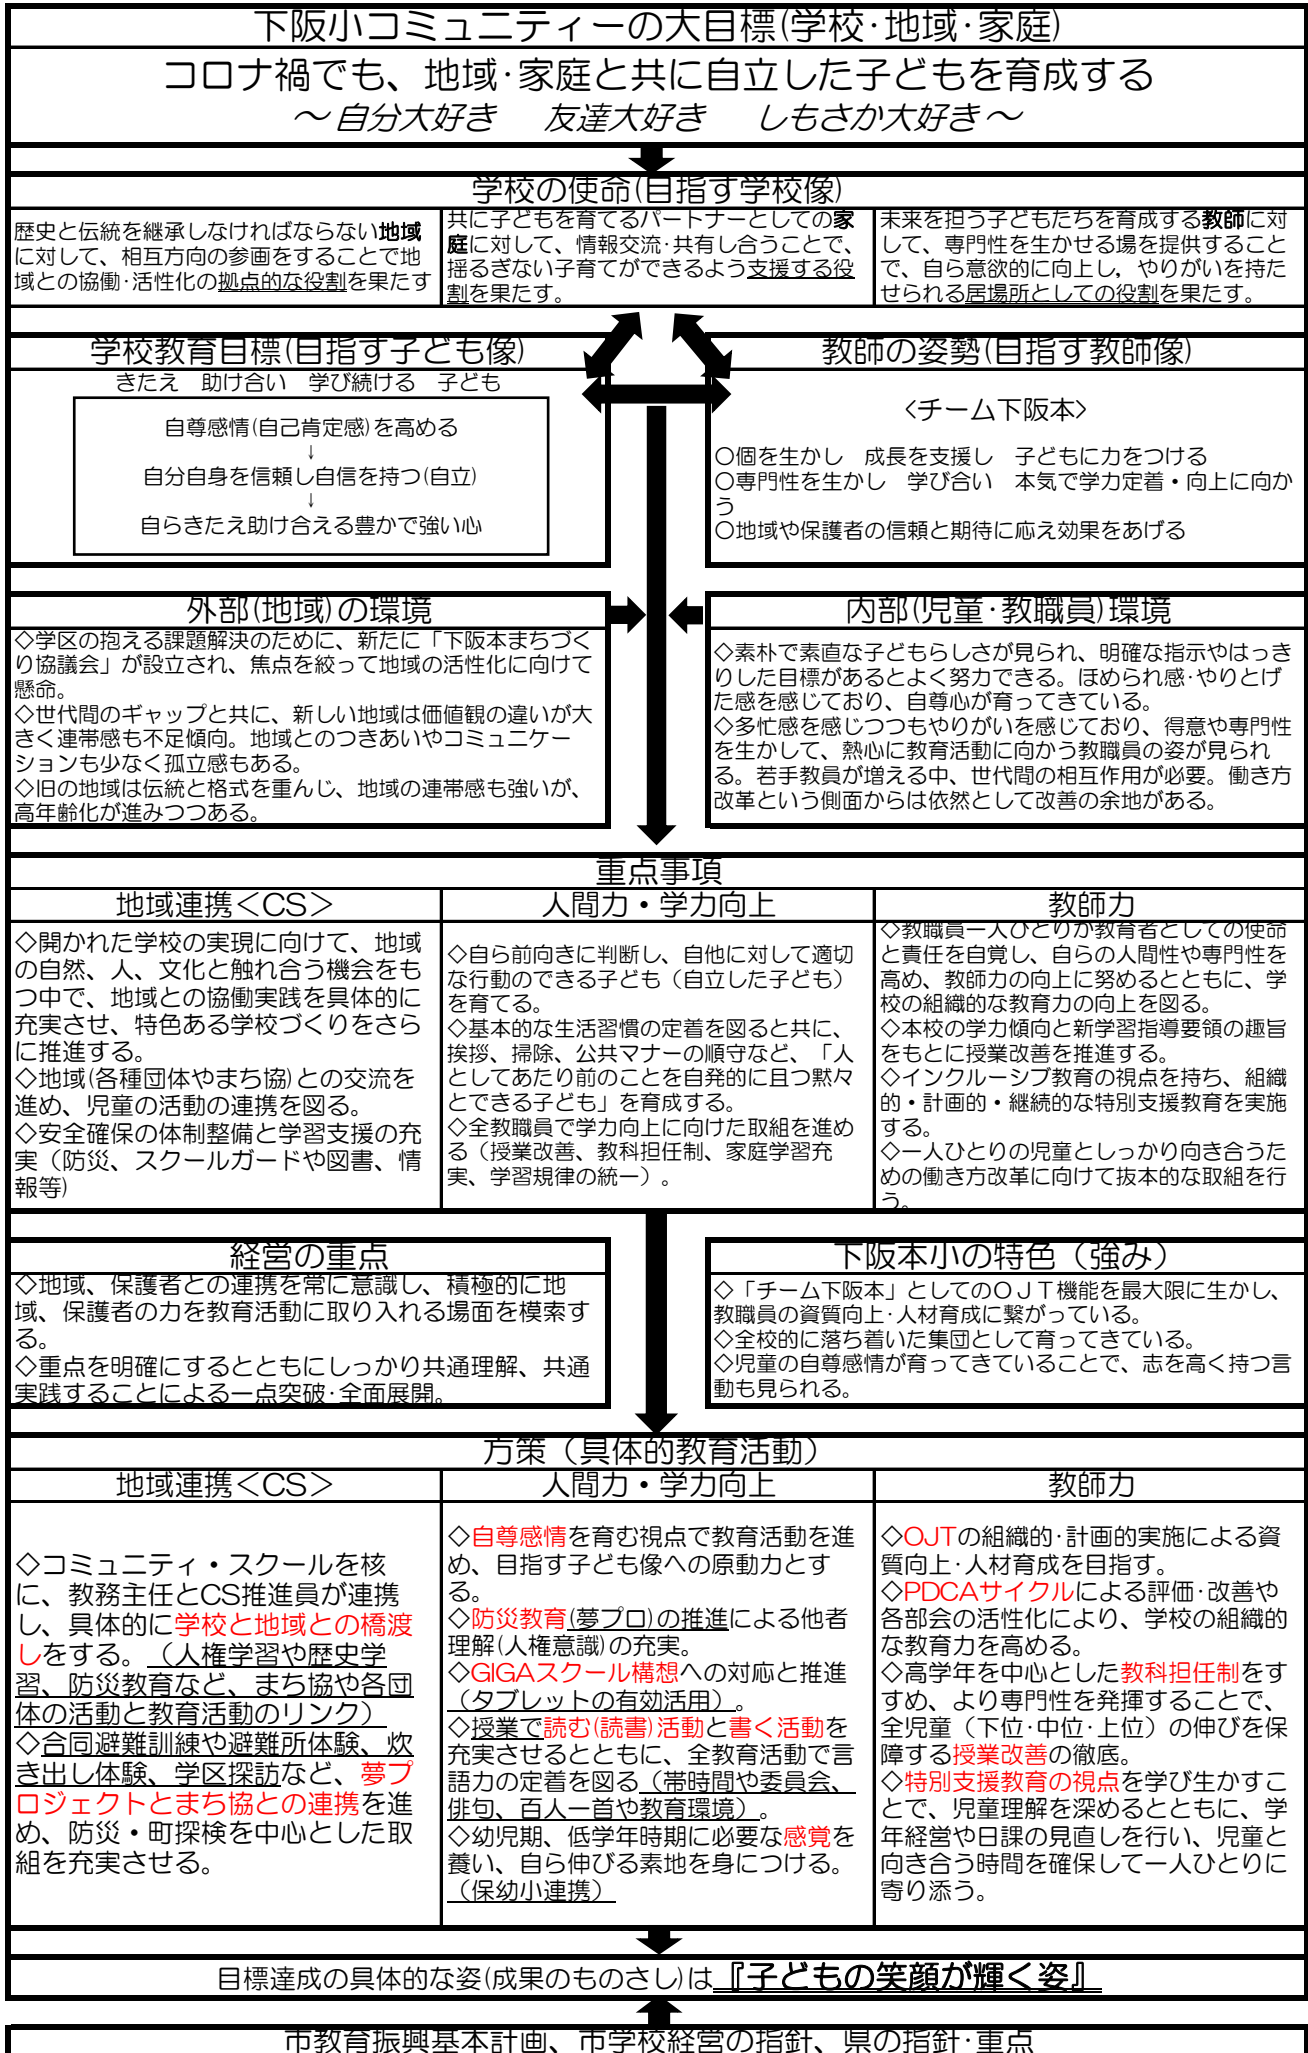 下阪小コミュニティーの大目標(学校･地域･家庭)
コロナ禍でも、地域･家庭と共に自立した子どもを育成する
～自分大好き　友達大好き　しもさか大好き～
学校の使命(目指す学校像)
歴史と伝統を継承しなければならない地域
に対して、相互方向の参画をすることで地
域との協働･活性化の拠点的な役割を果たす
共に子どもを育てるパートナーとしての家
庭に対して、情報交流･共有し合うことで、
揺るぎない子育てができるよう支援する役
割を果たす。
未来を担う子どもたちを育成する教師に対
して、専門性を生かせる場を提供すること
で、自ら意欲的に向上し，やりがいを持た
せられる居場所としての役割を果たす。
学校教育目標(目指す子ども像)
きたえ　助け合い　学び続ける　子ども
自尊感情(自己肯定感)を高める
↓
自分自身を信頼し自信を持つ(自立)
↓
自らきたえ助け合える豊かで強い心
教師の姿勢(目指す教師像)
<チーム下阪本>
○個を生かし　成長を支援し　子どもに力をつける
○専門性を生かし　学び合い　本気で学力定着・向上に向か
う
○地域や保護者の信頼と期待に応え効果をあげる
外部(地域)の環境
◇学区の抱える課題解決のために、新たに「下阪本まちづく
り協議会」が設立され、焦点を絞って地域の活性化に向けて
懸命。
◇世代間のギャップと共に、新しい地域は価値観の違いが大
きく連帯感も不足傾向。地域とのつきあいやコミュニケー
ションも少なく孤立感もある。
◇旧の地域は伝統と格式を重んじ、地域の連帯感も強いが、
高年齢化が進みつつある。
内部(児童･教職員)環境
◇素朴で素直な子どもらしさが見られ、明確な指示やはっき
りした目標があるとよく努力できる。ほめられ感･やりとげ
た感を感じており、自尊心が育ってきている。
◇多忙感を感じつつもやりがいを感じており、得意や専門性
を生かして、熱心に教育活動に向かう教職員の姿が見られ
る。若手教員が増える中、世代間の相互作用が必要。働き方
改革という側面からは依然として改善の余地がある。
重点事項
地域連携＜CS＞
◇開かれた学校の実現に向けて、地域
の自然、人、文化と触れ合う機会をも
つ中で、地域との協働実践を具体的に
充実させ、特色ある学校づくりをさら
に推進する。
◇地域(各種団体やまち協)との交流を
進め、児童の活動の連携を図る。
◇安全確保の体制整備と学習支援の充
実（防災、スクールガードや図書、情
報等)
人間力・学力向上
◇自ら前向きに判断し、自他に対して適切
な行動のできる子ども（自立した子ども）
を育てる。
◇基本的な生活習慣の定着を図ると共に、
挨拶、掃除、公共マナーの順守など、「人
としてあたり前のことを自発的に且つ黙々
とできる子ども」を育成する。
◇全教職員で学力向上に向けた取組を進め
る（授業改善、教科担任制、家庭学習充
実、学習規律の統一）。
教師力
◇教職員一人ひとりが教育者としての使命
と責任を自覚し、自らの人間性や専門性を
高め、教師力の向上に努めるとともに、学
校の組織的な教育力の向上を図る。
◇本校の学力傾向と新学習指導要領の趣旨
をもとに授業改善を推進する。
◇インクルーシブ教育の視点を持ち、組織
的・計画的・継続的な特別支援教育を実施
する。
◇一人ひとりの児童としっかり向き合うた
めの働き方改革に向けて抜本的な取組を行
う。
経営の重点
◇地域、保護者との連携を常に意識し、積極的に地
域、保護者の力を教育活動に取り入れる場面を模索す
る。
◇重点を明確にするとともにしっかり共通理解、共通
実践することによる一点突破･全面展開。
下阪本小の特色（強み）
◇「チーム下阪本」としてのＯＪＴ機能を最大限に生かし、
教職員の資質向上･人材育成に繋がっている。
◇全校的に落ち着いた集団として育ってきている。
◇児童の自尊感情が育ってきていることで、志を高く持つ言
動も見られる。
方策（具体的教育活動）
地域連携＜CS＞
◇コミュニティ・スクールを核
に、教務主任とCS推進員が連携
し、具体的に学校と地域との橋渡
しをする。（人権学習や歴史学
習、防災教育など、まち協や各団
体の活動と教育活動のリンク）
◇合同避難訓練や避難所体験、炊
き出し体験、学区探訪など、夢プ
ロジェクトとまち協との連携を進
め、防災・町探検を中心とした取
組を充実させる。
人間力・学力向上
◇自尊感情を育む視点で教育活動を進
め、目指す子ども像への原動力とす
る。
◇防災教育(夢プロ)の推進による他者
理解(人権意識)の充実。
◇GIGAスクール構想への対応と推進
（タブレットの有効活用）。
◇授業で読む(読書)活動と書く活動を
充実させるとともに、全教育活動で言
語力の定着を図る（帯時間や委員会、
俳句、百人一首や教育環境）。
◇幼児期、低学年時期に必要な感覚を
養い、自ら伸びる素地を身につける。
（保幼小連携）
教師力
◇OJTの組織的･計画的実施による資
質向上･人材育成を目指す。
◇PDCAサイクルによる評価･改善や
各部会の活性化により、学校の組織的
な教育力を高める。
◇高学年を中心とした教科担任制をす
すめ、より専門性を発揮することで、
全児童（下位･中位･上位）の伸びを保
障する授業改善の徹底。
◇特別支援教育の視点を学び生かすこ
とで、児童理解を深めるとともに、学
年経営や日課の見直しを行い、児童と
向き合う時間を確保して一人ひとりに
寄り添う。
目標達成の具体的な姿(成果のものさし)は『子どもの笑顔が輝く姿』
市教育振興基本計画、市学校経営の指針、県の指針･重点